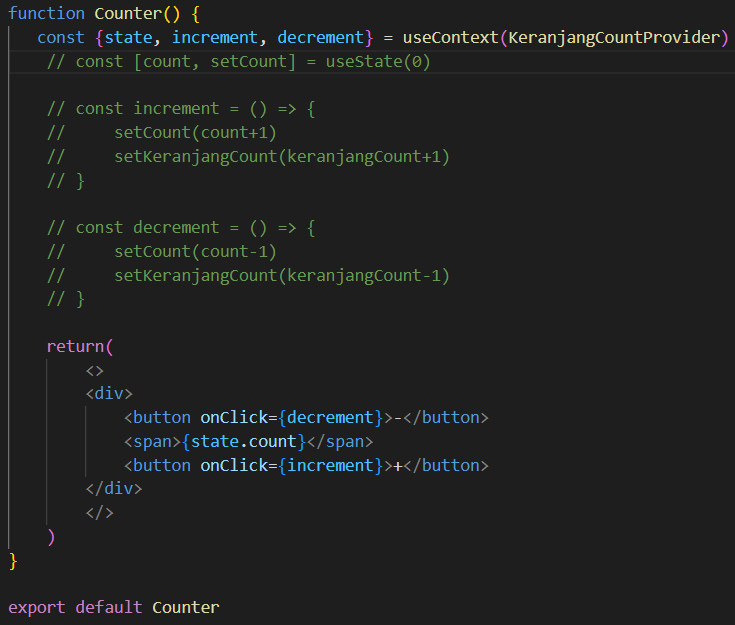 function Counter() {
const {state, increment, decrement} = useContext(KeranjangCountProvider)
// const [count, setCount] = useState(0)
// const increment = () => {
//     setCount(count+1)
//     setKeranjangCount(keranjangCount+1)
// }
// const decrement = () => {
//     setCount(count-1)
//     setKeranjangCount(keranjangCount-1)
// }
return(
<>
<div>
<button onClick={decrement}>-</button>
<span>{state.count}</span>
<button onClick={increment}>+</button>
</div>
</>
)
}
export default Counter